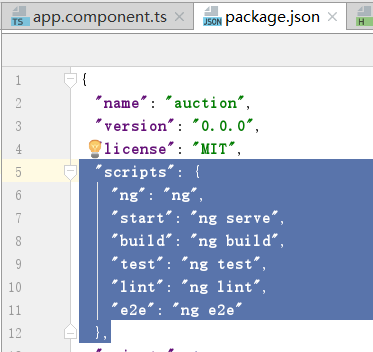 TS app.component.ts × JSON package.json × H
1 {
2 "name": "auction",
3 "version": "0.0.0",
4 "license": "MIT",
5 "scripts": {
6 "ng": "ng",
7 "start": "ng serve",
8 "build": "ng build",
9 "test": "ng test",
10 "lint": "ng lint",
11 "e2e": "ng e2e"
12 },